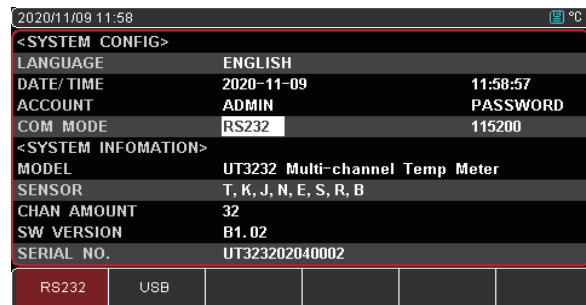 2020/11/09 11:58 °C
<SYSTEM CONFIG>
LANGUAGE ENGLISH
DATE/TIME 2020-11-09 11:58:57
ACCOUNT ADMIN PASSWORD
COM MODE RS232 115200
<SYSTEM INFOMATION>
MODEL UT3232 Multi-channel Temp Meter
SENSOR T, K, J, N, E, S, R, B
CHAN AMOUNT 32
SW VERSION B1.02
SERIAL NO. UT323202040002
RS232 USB